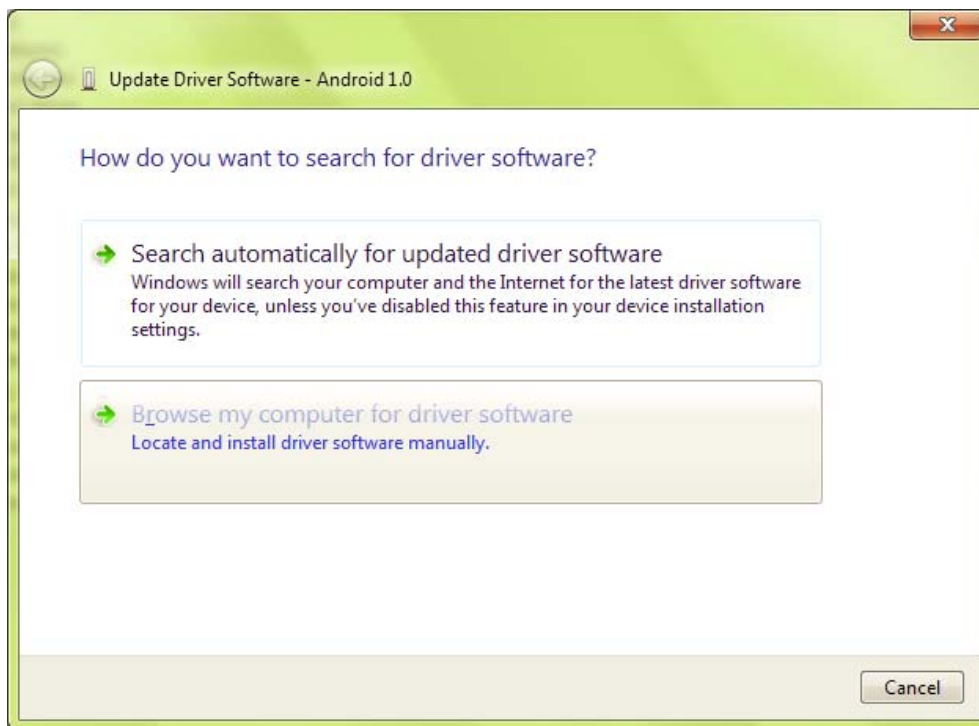 Update Driver Software - Android 1.0
How do you want to search for driver software?
Search automatically for updated driver software
Windows will search your computer and the Internet for the latest driver software
for your device, unless you've disabled this feature in your device installation
settings.
Browse my computer for driver software
Locate and install driver software manually.
Cancel